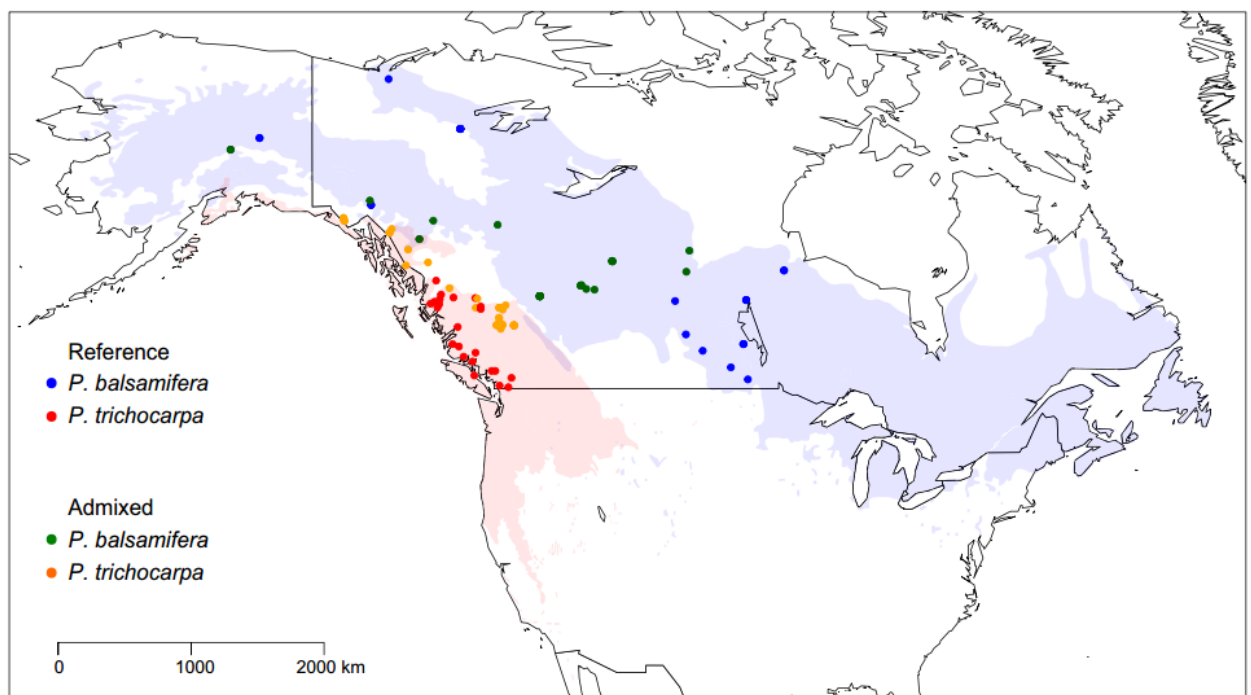 Reference
P. balsamifera
P. trichocarpa
Admixed
P. balsamifera
P. trichocarpa
0 1000 2000 km